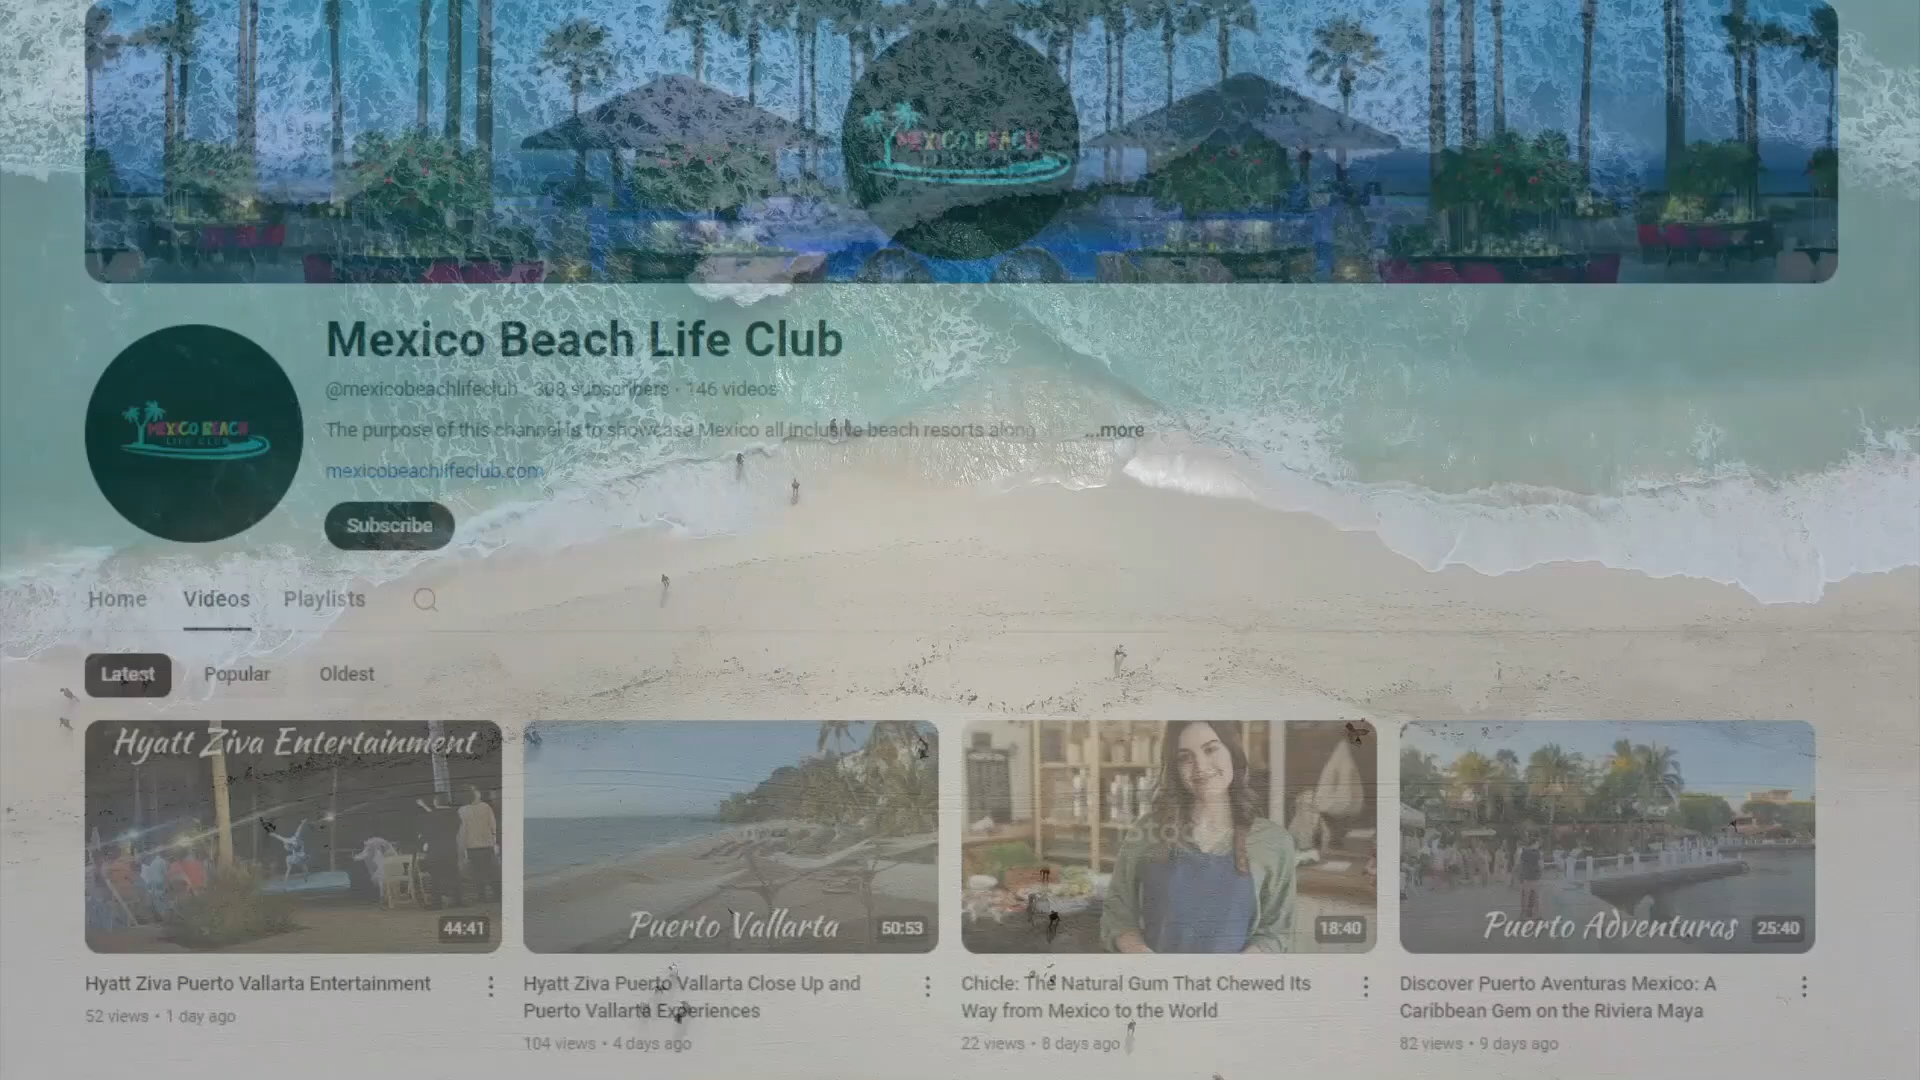 MEXICO BEACH
Mexico Beach Life Club
MEXICO BEACH
LIFE CLUB
@mexicobeachlifeclub · 308 subscribers · 146 videos
The purpose of this channel is to showcase Mexico all inclusive beach resorts along ...more
mexicobeachlifeclub.com
Subscribe
Home Videos Playlists
Latest Popular Oldest
Hyatt Ziva Entertainment
44:41
Puerto Vallarta 50:53
iStock
18:40
Puerto Adventuras 25:40
Hyatt Ziva Puerto Vallarta Entertainment
52 views • 1 day ago
Hyatt Ziva Puerto Vallarta Close Up and
Puerto Vallarta Experiences
104 views • 4 days ago
Chicle: The Natural Gum That Chewed Its
Way from Mexico to the World
22 views • 8 days ago
Discover Puerto Aventuras Mexico: A
Caribbean Gem on the Riviera Maya
82 views • 9 days ago